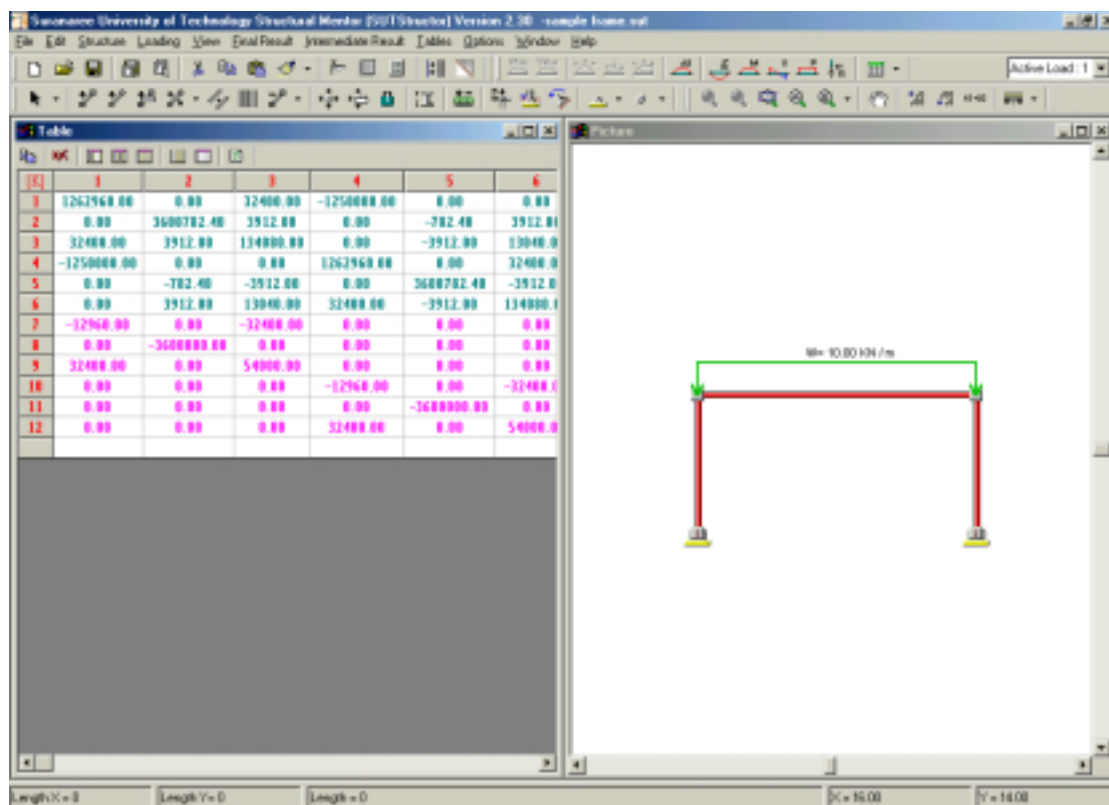 Suranaree University of Technology Structural Mentor (SUTStructor) Version 2.30 -sample frame.sut
File Edit Structure Loading View Final Result Intermediate Result Tables Options Window Help
Active Load : 1
Table
[K] 1 2 3 4 5 6
1 1262960.00 0.00 32400.00 -1250000.00 0.00 0.00
2 0.00 3600782.40 3912.00 0.00 -782.40 3912.00
3 32400.00 3912.00 134080.00 0.00 -3912.00 13040.0
4 -1250000.00 0.00 0.00 1262960.00 0.00 32400.0
5 0.00 -782.40 -3912.00 0.00 3600782.40 -3912.0
6 0.00 3912.00 13040.00 32400.00 -3912.00 134080.0
7 -12960.00 0.00 -32400.00 0.00 0.00 0.00
8 0.00 -3600000.00 0.00 0.00 0.00 0.00
9 32400.00 0.00 54000.00 0.00 0.00 0.00
10 0.00 0.00 0.00 -12960.00 0.00 -32400.0
11 0.00 0.00 0.00 0.00 -3600000.00 0.00
12 0.00 0.00 0.00 32400.00 0.00 54000.0
Picture
W= 10.00 KN/m
Length X = 0 Length Y = 0 Length = 0 X = 16.00 Y = 14.00